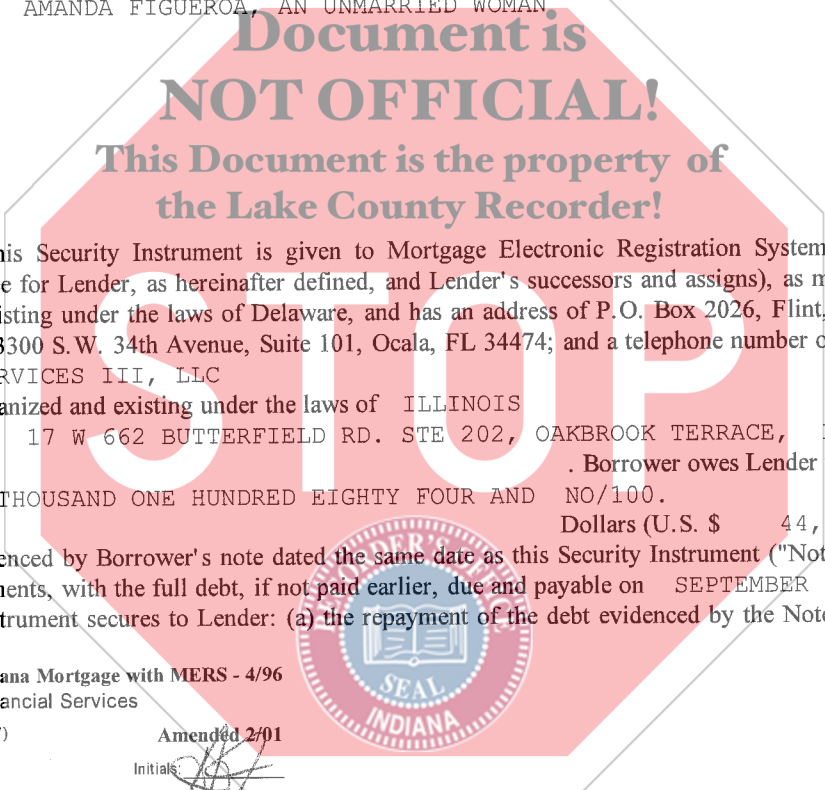 AMANDA FIGUEROA, AN UNMARRIED WOMAN
Document is
NOT OFFICIAL!
This Document is the property of
the Lake County Recorder!
his Security Instrument is given to Mortgage Electronic Registration System
e for Lender, as hereinafter defined, and Lender's successors and assigns), as m
isting under the laws of Delaware, and has an address of P.O. Box 2026, Flint,
3300 S.W. 34th Avenue, Suite 101, Ocala, FL 34474; and a telephone number o
RVICES III, LLC
anized and existing under the laws of ILLINOIS
17 W 662 BUTTERFIELD RD. STE 202, OAKBROOK TERRACE,
. Borrower owes Lender
THOUSAND ONE HUNDRED EIGHTY FOUR AND NO/100.
Dollars (U.S. $ 44,
enced by Borrower's note dated the same date as this Security Instrument ("Not
ents, with the full debt, if not paid earlier, due and payable on SEPTEMBER
trument secures to Lender: (a) the repayment of the debt evidenced by the Note
STOP
SEAL
INDIANA
ana Mortgage with MERS - 4/96
ancial Services
)
Amended 2/01
Initials: